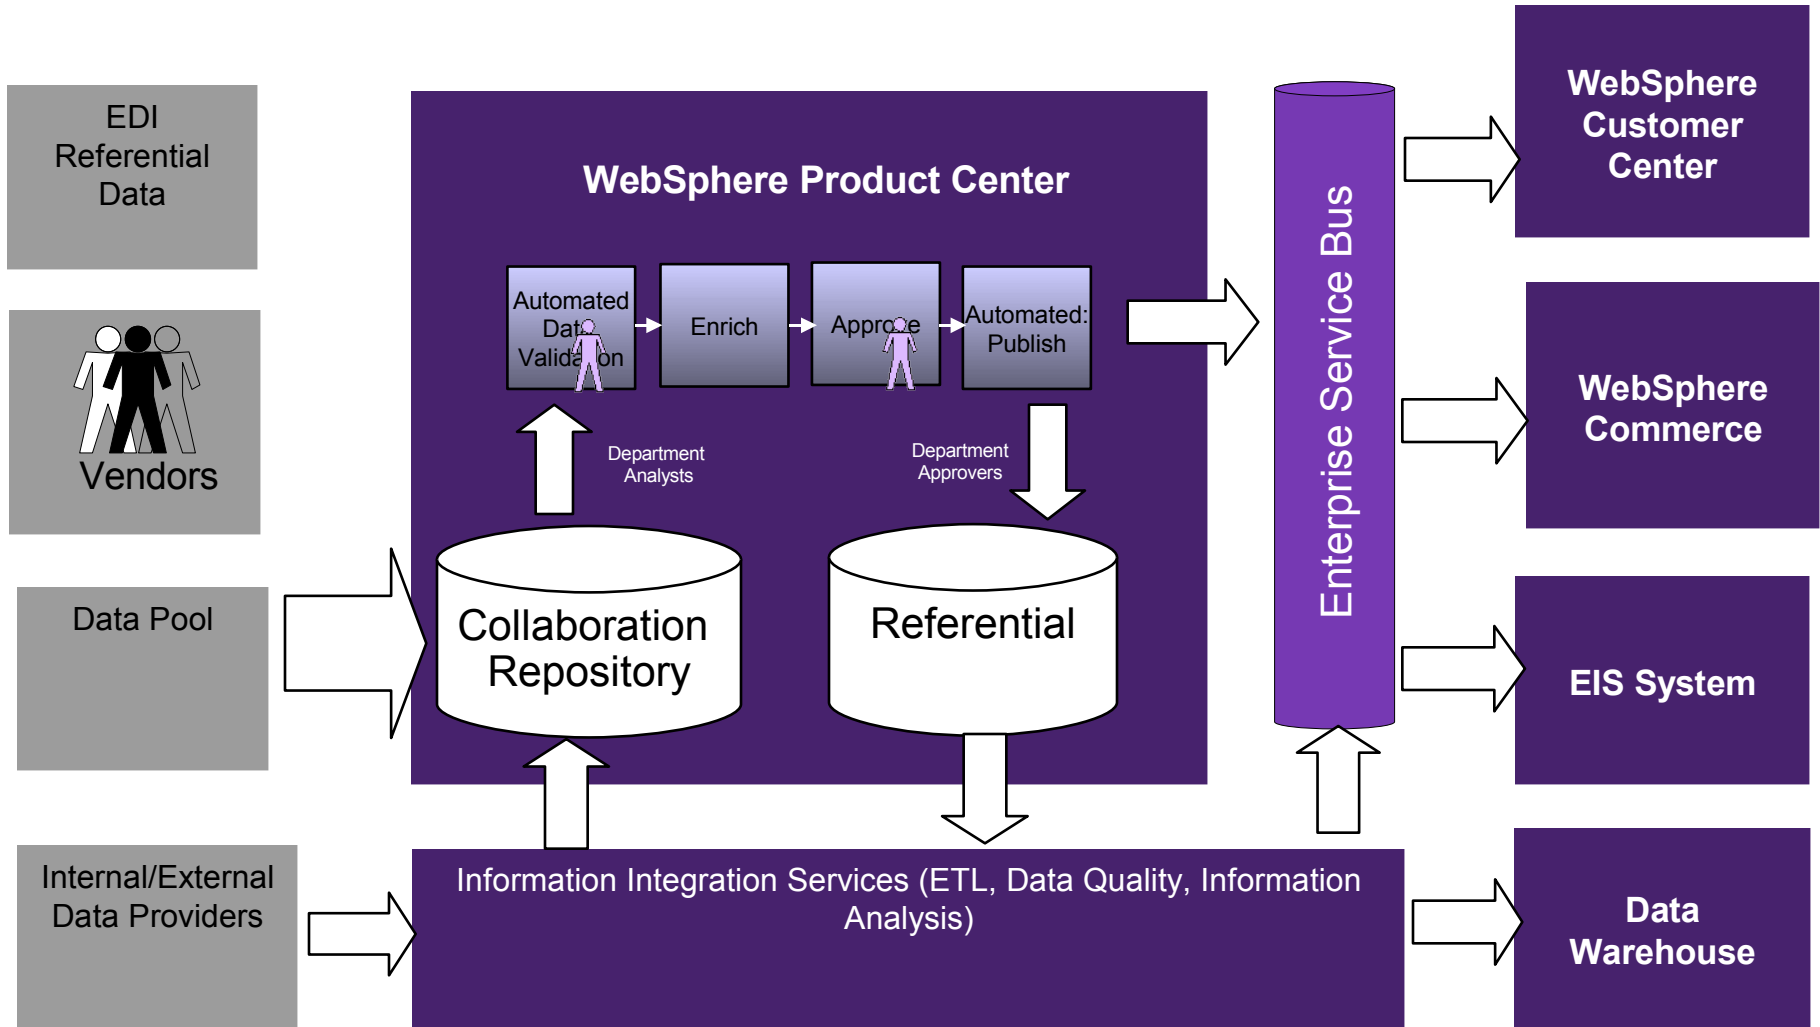 EDI
Referential
Data
Vendors
Data Pool
Internal/External
Data Providers
WebSphere Product Center
Automated
Data
Validation
Enrich
Approve
Automated:
Publish
Department
Analysts
Department
Approvers
Collaboration
Repository
Referential
Information Integration Services (ETL, Data Quality, Information
Analysis)
Enterprise Service Bus
WebSphere
Customer
Center
WebSphere
Commerce
EIS System
Data
Warehouse